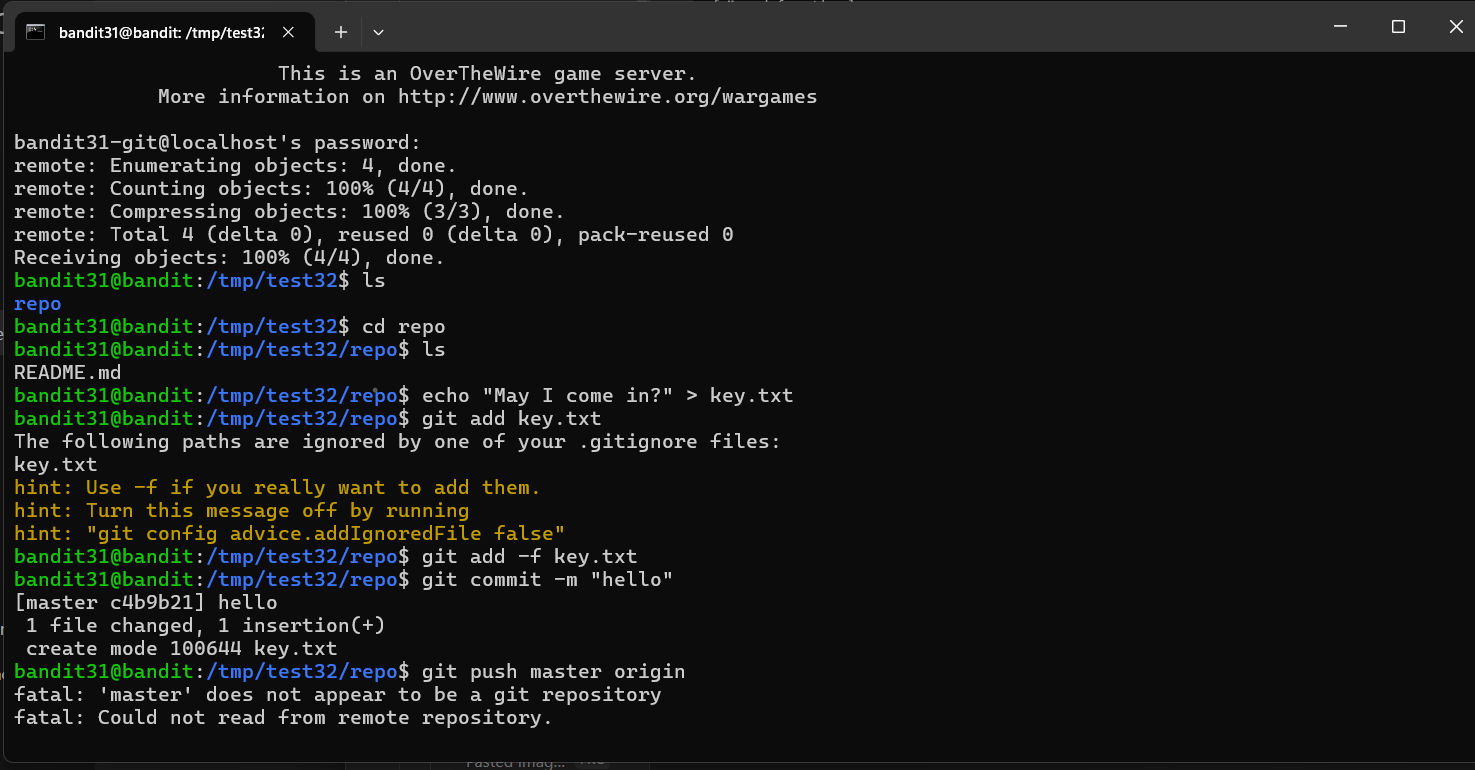 bandit31@bandit: /tmp/test32
This is an OverTheWire game server.
More information on http://www.overthewire.org/wargames
bandit31-git@localhost's password:
remote: Enumerating objects: 4, done.
remote: Counting objects: 100% (4/4), done.
remote: Compressing objects: 100% (3/3), done.
remote: Total 4 (delta 0), reused 0 (delta 0), pack-reused 0
Receiving objects: 100% (4/4), done.
bandit31@bandit:/tmp/test32$ ls
repo
bandit31@bandit:/tmp/test32$ cd repo
bandit31@bandit:/tmp/test32/repo$ ls
README.md
bandit31@bandit:/tmp/test32/repo$ echo "May I come in?" > key.txt
bandit31@bandit:/tmp/test32/repo$ git add key.txt
The following paths are ignored by one of your .gitignore files:
key.txt
hint: Use -f if you really want to add them.
hint: Turn this message off by running
hint: "git config advice.addIgnoredFile false"
bandit31@bandit:/tmp/test32/repo$ git add -f key.txt
bandit31@bandit:/tmp/test32/repo$ git commit -m "hello"
[master c4b9b21] hello
 1 file changed, 1 insertion(+)
 create mode 100644 key.txt
bandit31@bandit:/tmp/test32/repo$ git push master origin
fatal: 'master' does not appear to be a git repository
fatal: Could not read from remote repository.